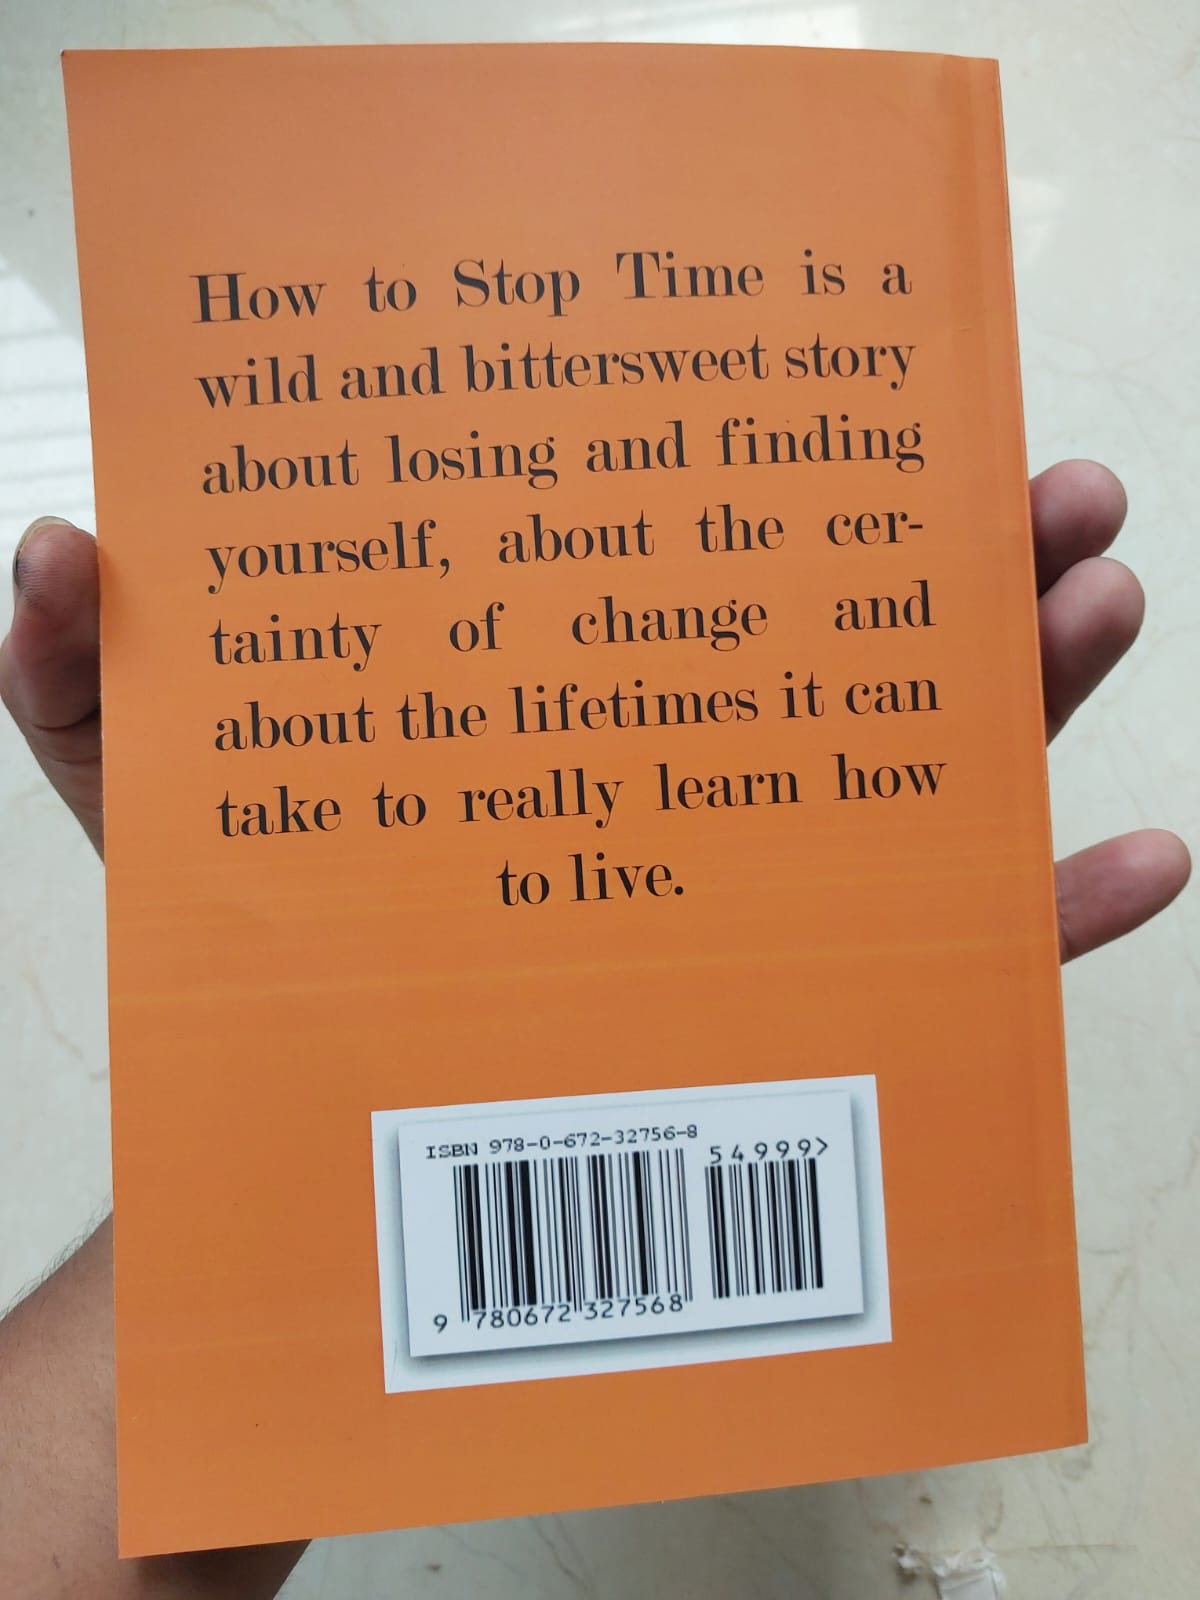 How to Stop Time is a
wild and bittersweet story
about losing and finding
yourself, about the cer-
tainty of change and
about the lifetimes it can
take to really learn how
to live.
ISBN 978-0-672-32756-8
54999>
9 780672 327568